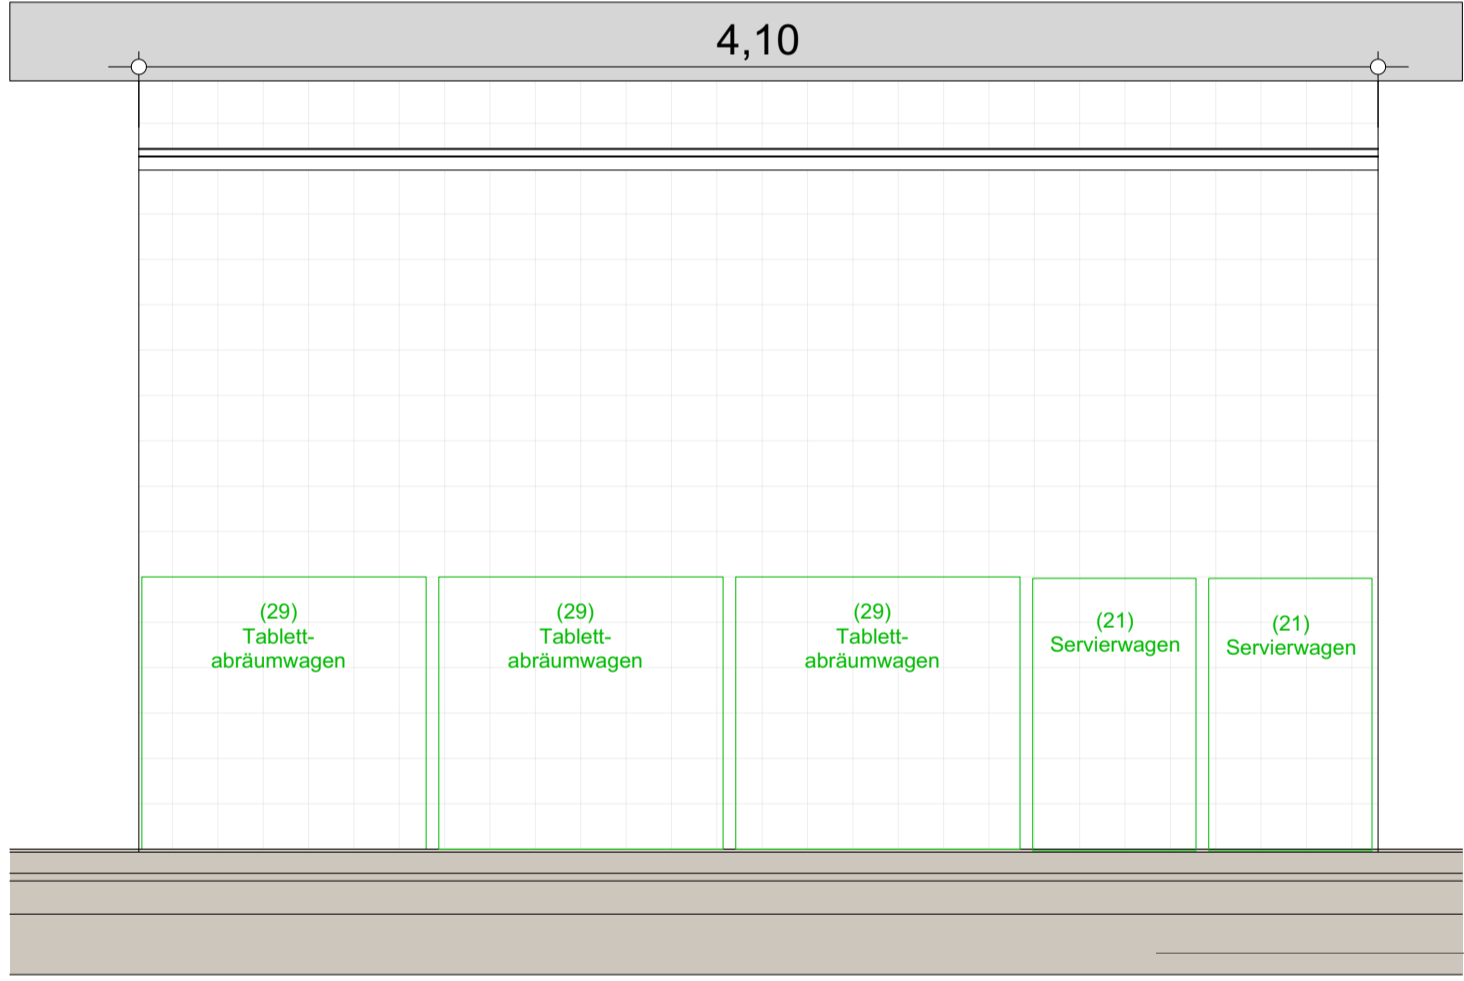 4,10
(29)
Tablett-
abräumwagen
(29)
Tablett-
abräumwagen
(29)
Tablett-
abräumwagen
(21)
Servierwagen
(21)
Servierwagen